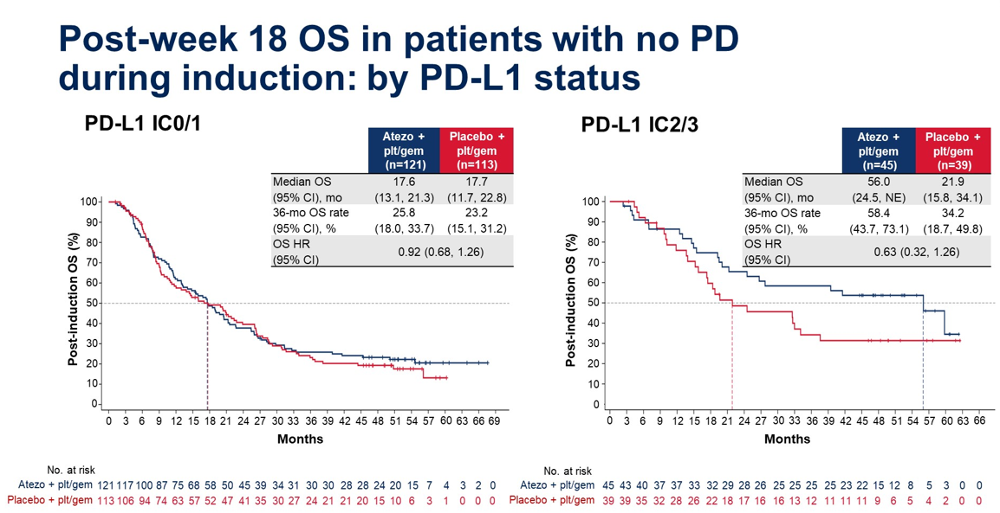 Post-week 18 OS in patients with no PD
during induction: by PD-L1 status
PD-L1 IC0/1
Atezo + plt/gem (n=121) Placebo + plt/gem (n=113)
Median OS (95% CI), mo 17.6 (13.1, 21.3) 17.7 (11.7, 22.8)
36-mo OS rate (95% CI), % 25.8 (18.0, 33.7) 23.2 (15.1, 31.2)
OS HR (95% CI) 0.92 (0.68, 1.26)
Post-induction OS (%)
100
90
80
70
60
50
40
30
20
10
0
0 3 6 9 12 15 18 21 24 27 30 33 36 39 42 45 48 51 54 57 60 63 66 69
Months
No. at risk
Atezo + plt/gem 121 117 100 87 75 68 58 50 45 39 34 31 30 30 28 28 24 20 15 7 4 3 2 0
Placebo + plt/gem 113 106 94 74 63 57 52 47 41 35 30 27 24 21 21 20 15 10 6 3 1 0 0 0
PD-L1 IC2/3
Atezo + plt/gem (n=45) Placebo + plt/gem (n=39)
Median OS (95% CI), mo 56.0 (24.5, NE) 21.9 (15.8, 34.1)
36-mo OS rate (95% CI), % 58.4 (43.7, 73.1) 34.2 (18.7, 49.8)
OS HR (95% CI) 0.63 (0.32, 1.26)
Post-induction OS (%)
100
90
80
70
60
50
40
30
20
10
0
0 3 6 9 12 15 18 21 24 27 30 33 36 39 42 45 48 51 54 57 60 63 66
Months
No. at risk
Atezo + plt/gem 45 43 40 37 37 33 32 29 28 26 25 25 25 25 23 22 15 12 8 5 3 0 0
Placebo + plt/gem 39 39 35 32 28 26 22 18 17 16 16 13 12 11 11 11 9 6 5 4 2 0 0